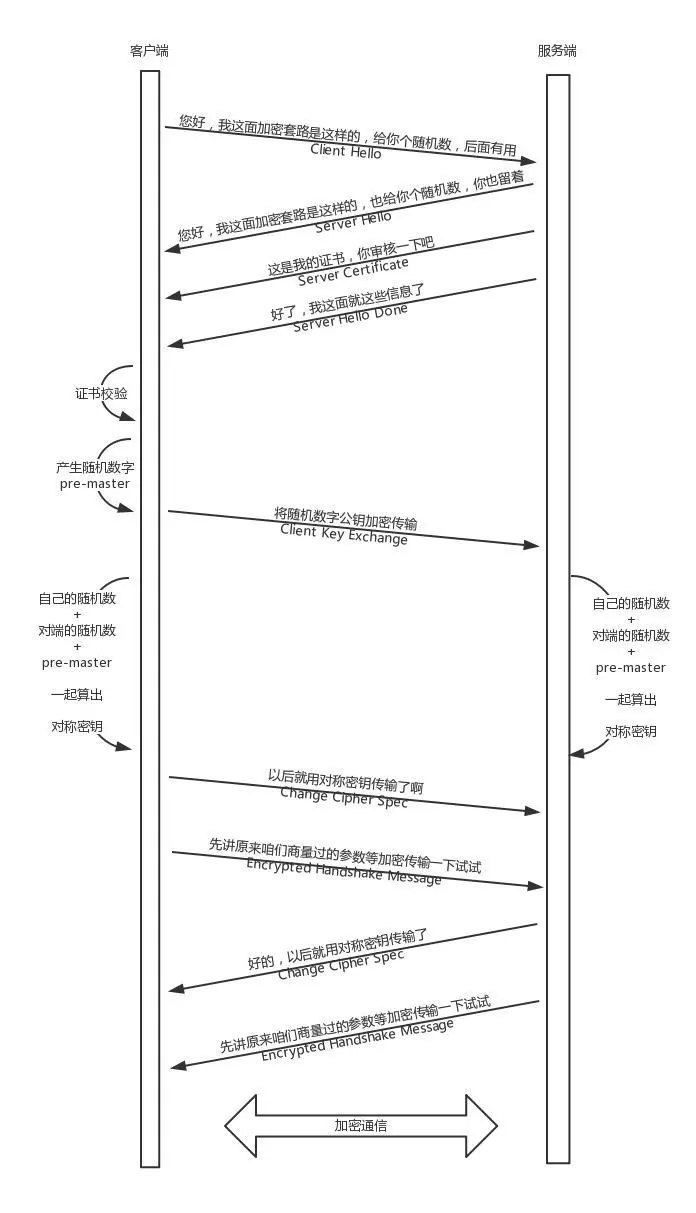 客户端
服务端
您好，我这面加密套路是这样的，给你个随机数，后面有用
Client Hello
您好，我这面加密套路是这样的，也给你个随机数，你也留着
Server Hello
这是我的证书，你审核一下吧
Server Certificate
好了，我这面就这些信息了
Server Hello Done
证书校验
产生随机数字
pre-master
将随机数字公钥加密传输
Client Key Exchange
自己的随机数
+
对端的随机数
+
pre-master
一起算出
对称密钥
自己的随机数
+
对端的随机数
+
pre-master
一起算出
对称密钥
以后就用对称密钥传输了啊
Change Cipher Spec
先讲原来咱们商量过的参数等加密传输一下试试
Encrypted Handshake Message
好的，以后就用对称密钥传输了
Change Cipher Spec
先讲原来咱们商量过的参数等加密传输一下试试
Encrypted Handshake Message
加密通信